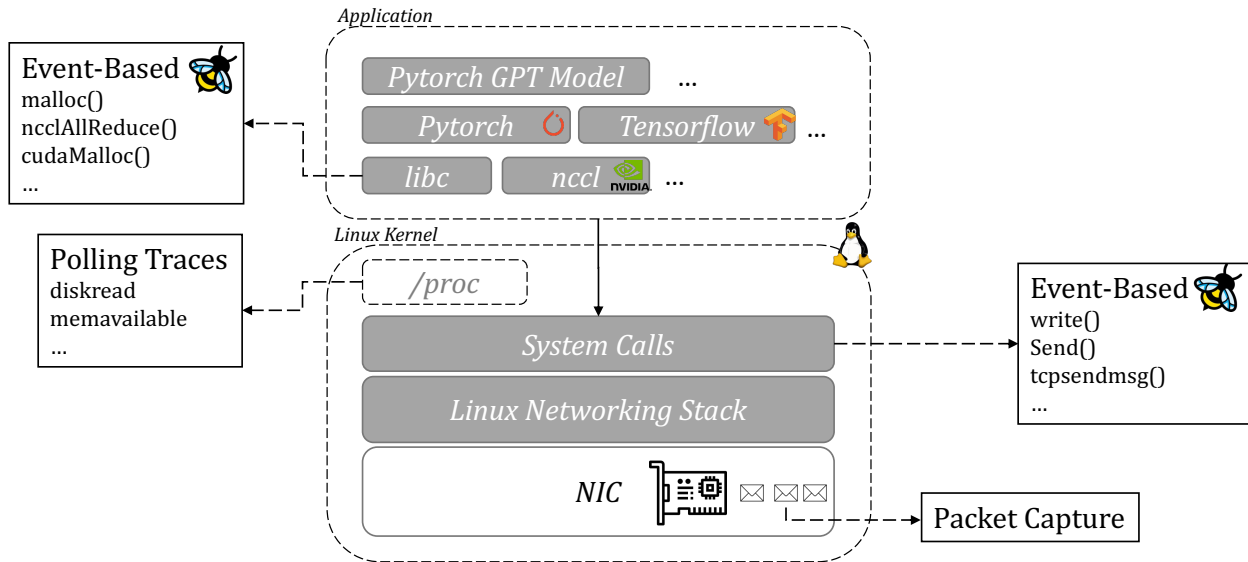 Application
Event-Based
malloc()
ncclAllReduce()
cudaMalloc()
...
Pytorch GPT Model ...
Pytorch Tensorflow ...
libc nccl NVIDIA. ...
Linux Kernel
Polling Traces
diskread
memavailable
...
/proc
System Calls
Linux Networking Stack
NIC
Event-Based
write()
Send()
tcpsendmsg()
...
Packet Capture